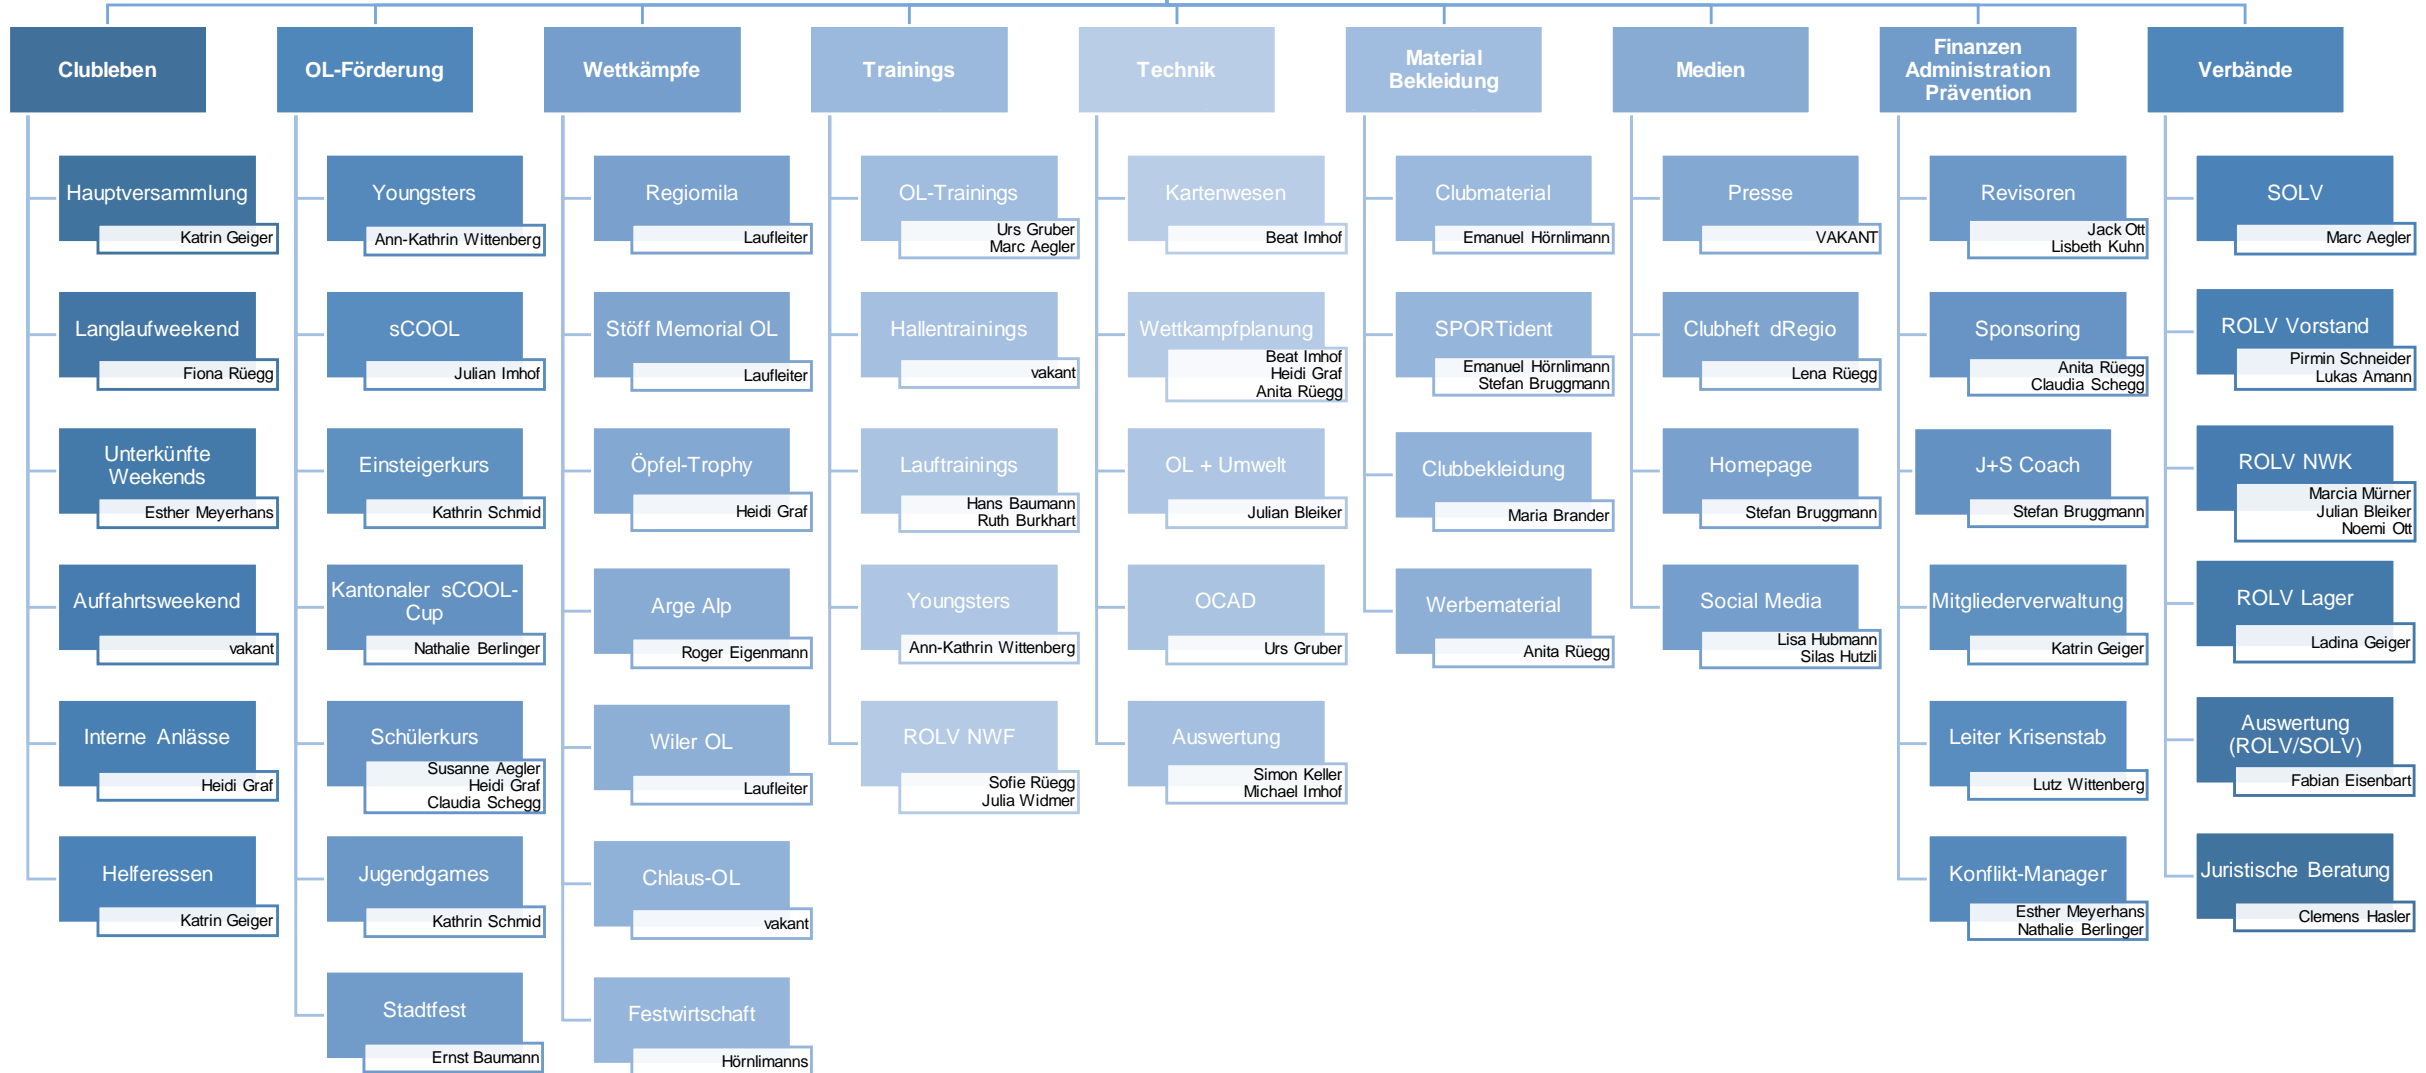 Clubleben
Hauptversammlung
Katrin Geiger
Langlaufweekend
Fiona Rüegg
Unterkünfte
Weekends
Esther Meyerhans
Auffahrtsweekend
vakant
Interne Anlässe
Heidi Graf
Helferessen
Katrin Geiger
OL-Förderung
Youngsters
Ann-Kathrin Wittenberg
sCOOL
Julian Imhof
Einsteigerkurs
Kathrin Schmid
Kantonaler sCOOL-
Cup
Nathalie Berlinger
Schülerkurs
Susanne Aegler
Heidi Graf
Claudia Schegg
Jugendgames
Kathrin Schmid
Stadtfest
Ernst Baumann
Wettkämpfe
Regiomila
Laufleiter
Stöff Memorial OL
Laufleiter
Öpfel-Trophy
Heidi Graf
Arge Alp
Roger Eigenmann
Wiler OL
Laufleiter
Chlaus-OL
vakant
Festwirtschaft
Hörnlimanns
Trainings
OL-Trainings
Urs Gruber
Marc Aegler
Hallentrainings
vakant
Lauftrainings
Hans Baumann
Ruth Burkhart
Youngsters
Ann-Kathrin Wittenberg
ROLV NWF
Sofie Rüegg
Julia Widmer
Technik
Kartenwesen
Beat Imhof
Wettkampfplanung
Beat Imhof
Heidi Graf
Anita Rüegg
OL + Umwelt
Julian Bleiker
OCAD
Urs Gruber
Auswertung
Simon Keller
Michael Imhof
Material
Bekleidung
Clubmaterial
Emanuel Hörnlimann
SPORTident
Emanuel Hörnlimann
Stefan Bruggmann
Clubbekleidung
Maria Brander
Werbematerial
Anita Rüegg
Medien
Presse
VAKANT
Clubheft dRegio
Lena Rüegg
Homepage
Stefan Bruggmann
Social Media
Lisa Hubmann
Silas Hutzli
Finanzen
Administration
Prävention
Revisoren
Jack Ott
Lisbeth Kuhn
Sponsoring
Anita Rüegg
Claudia Schegg
J+S Coach
Stefan Bruggmann
Mitgliederverwaltung
Katrin Geiger
Leiter Krisenstab
Lutz Wittenberg
Konflikt-Manager
Esther Meyerhans
Nathalie Berlinger
Verbände
SOLV
Marc Aegler
ROLV Vorstand
Pirmin Schneider
Lukas Amann
ROLV NWK
Marcia Mürner
Julian Bleiker
Noemi Ott
ROLV Lager
Ladina Geiger
Auswertung
(ROLV/SOLV)
Fabian Eisenbart
Juristische Beratung
Clemens Hasler